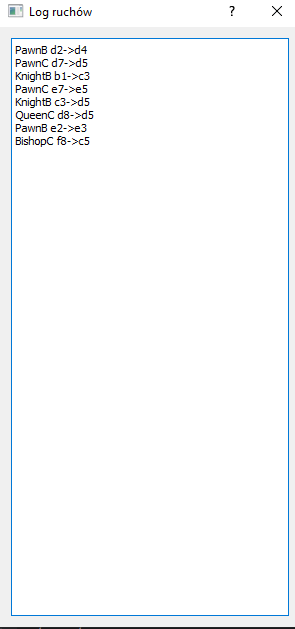 Log ruchów
PawnB d2->d4
PawnC d7->d5
KnightB b1->c3
PawnC e7->e5
KnightB c3->d5
QueenC d8->d5
PawnB e2->e3
BishopC f8->c5